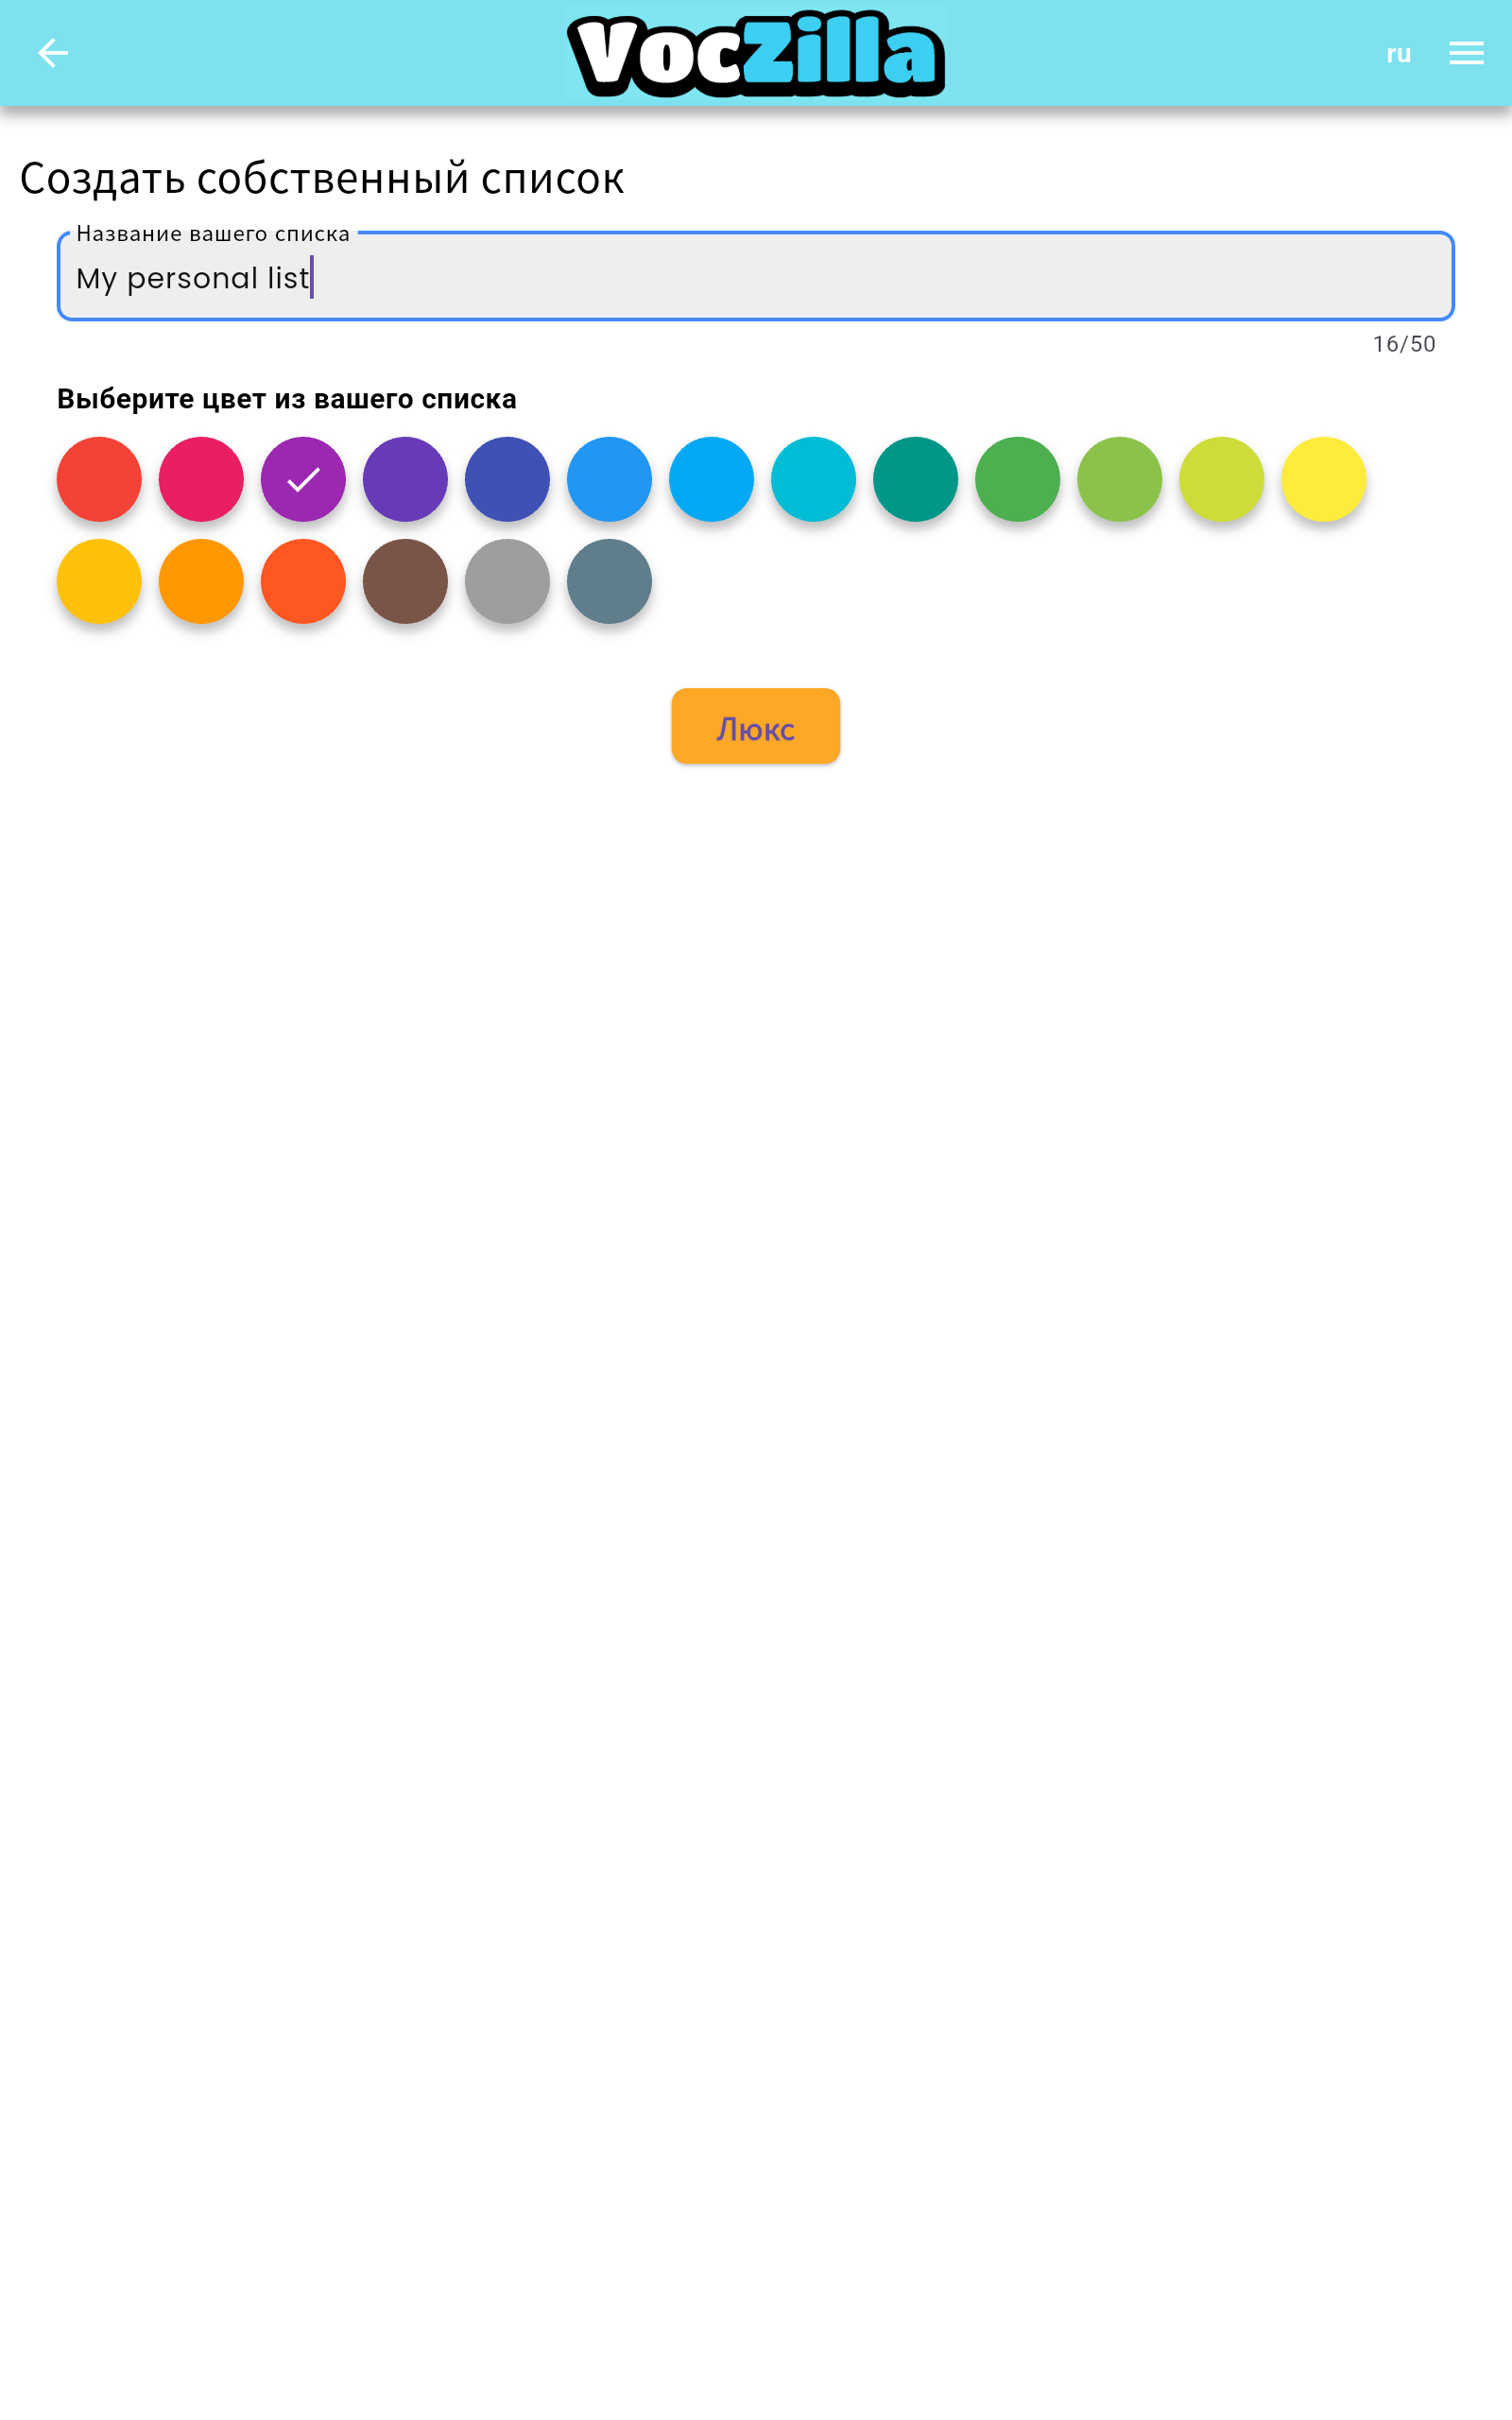 VocZilla
ru
Создать собственный список
Название вашего списка
My personal list
16/50
Выберите цвет из вашего списка
Люкс